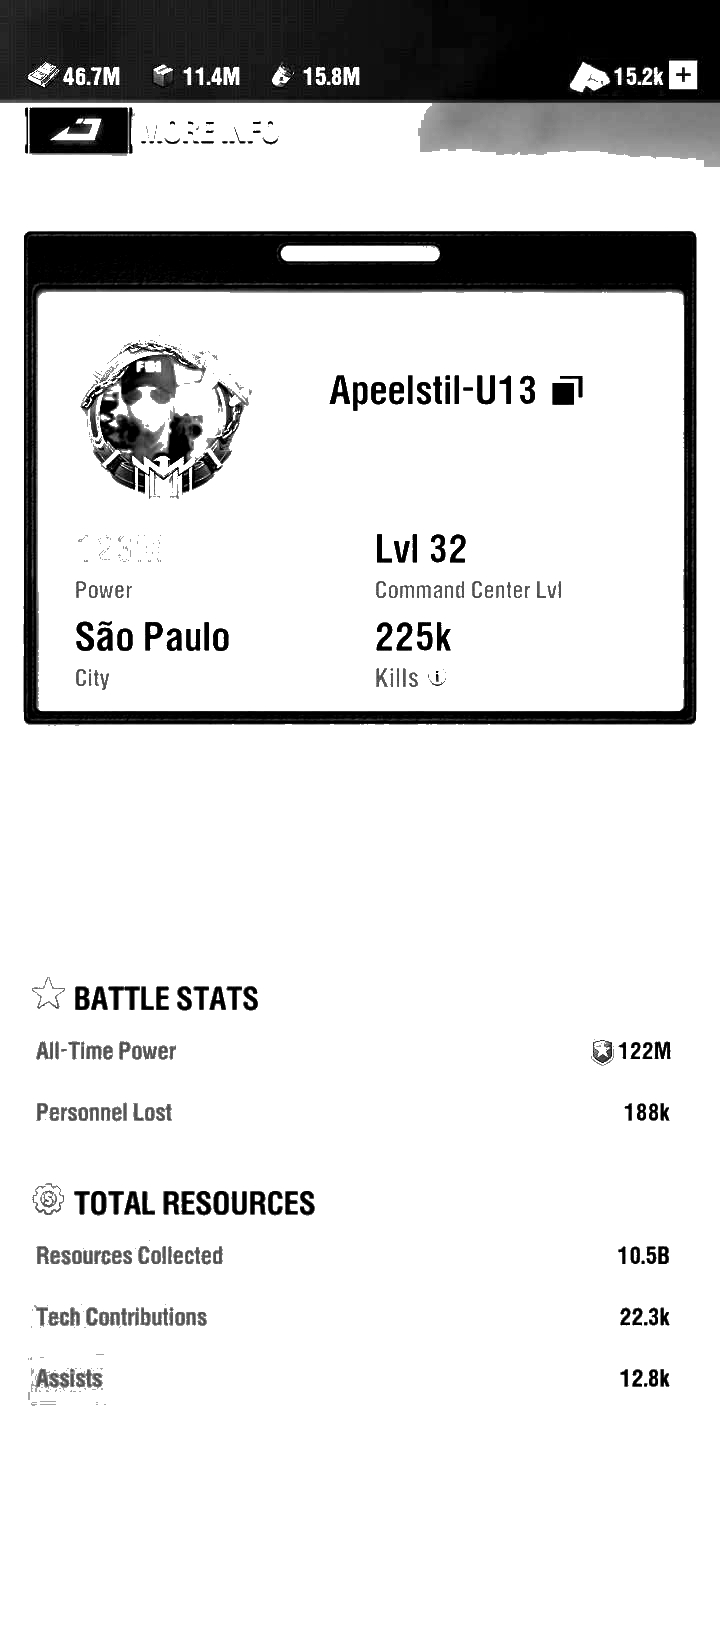 46.7M 11.4M 15.8M 15.2k
MORE INFO
FBI
Apeelstil-U13
123M Lvl 32
Power Command Center Lvl
São Paulo 225k
City Kills
BATTLE STATS
All-Time Power 122M
Personnel Lost 188k
TOTAL RESOURCES
Resources Collected 10.5B
Tech Contributions 22.3k
Assists 12.8k